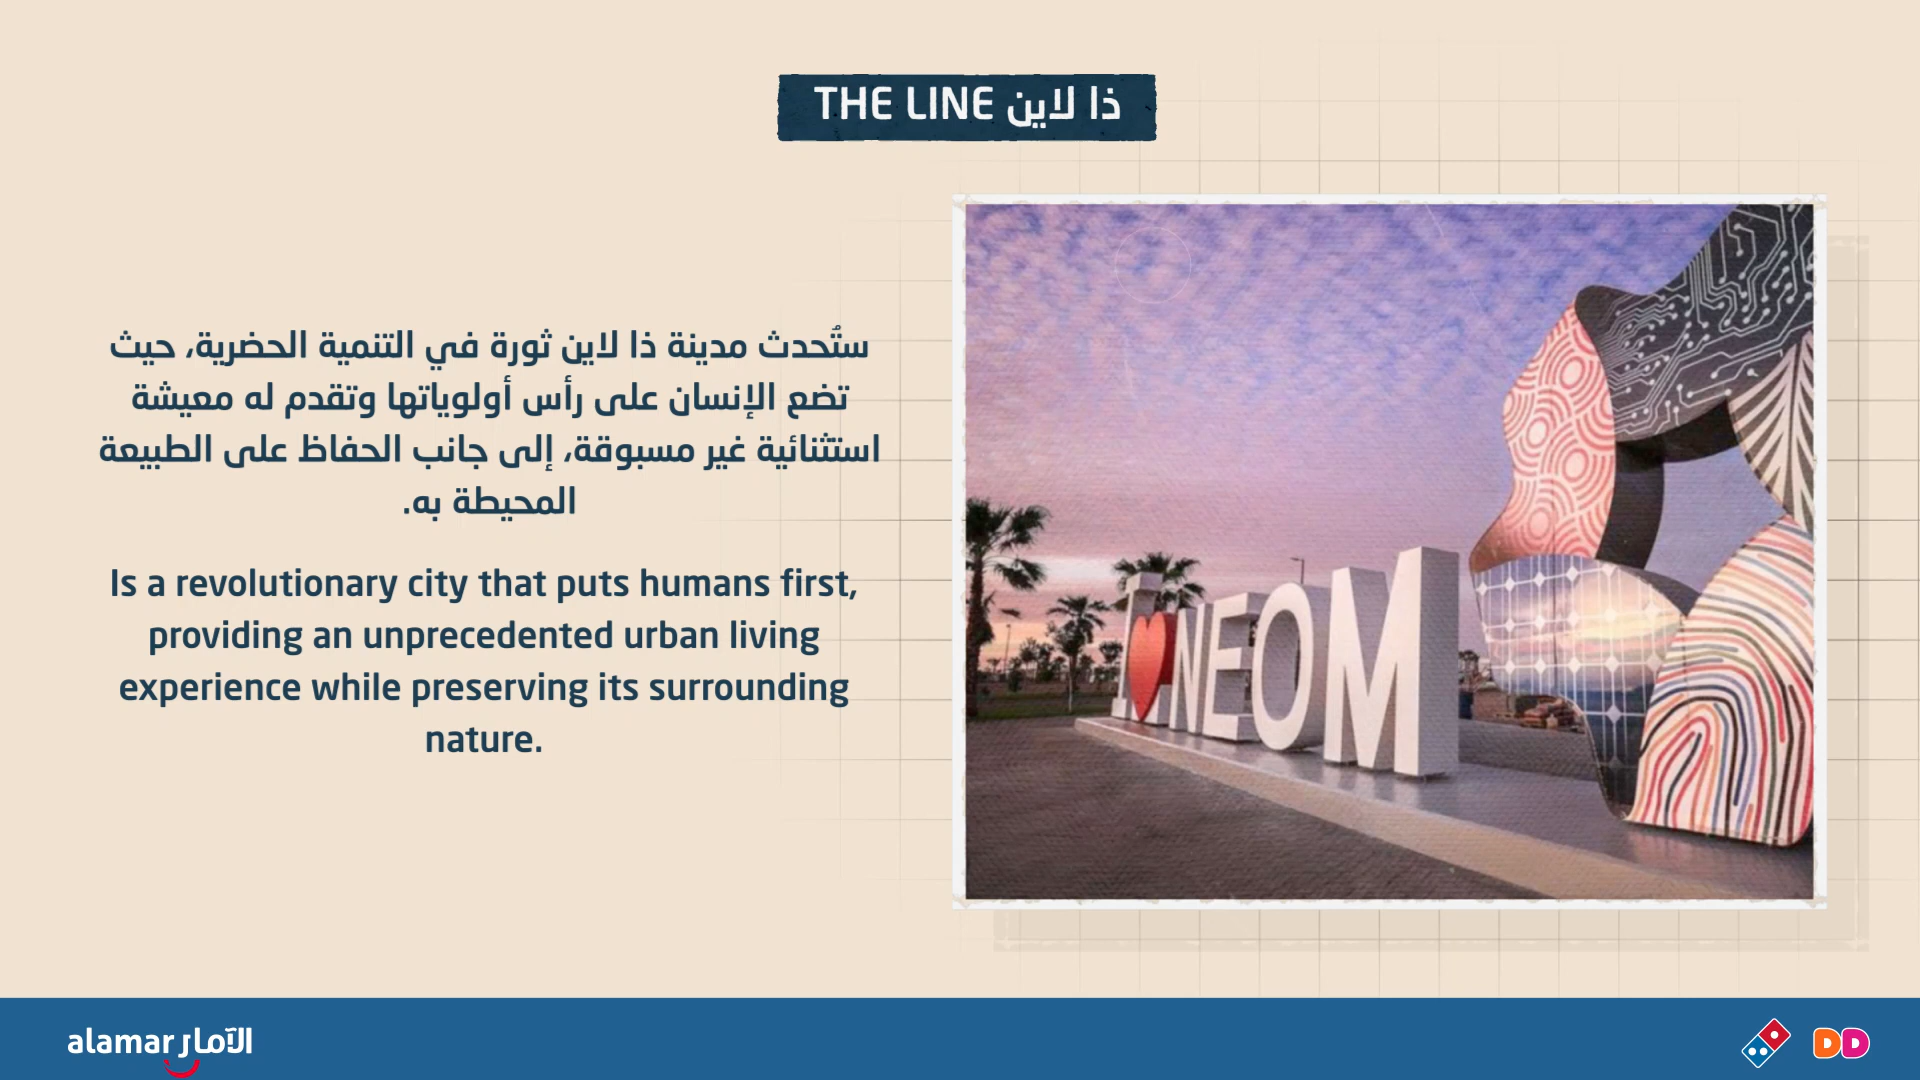 ذا لاين THE LINE
ستُحدث مدينة ذا لاين ثورة في التنمية الحضرية، حيث
تضع الإنسان على رأس أولوياتها وتقدم له معيشة
استثنائية غير مسبوقة، إلى جانب الحفاظ على الطبيعة
المحيطة به.
Is a revolutionary city that puts humans first,
providing an unprecedented urban living
experience while preserving its surrounding
nature.
I NEOM
alamar الآمار
DD